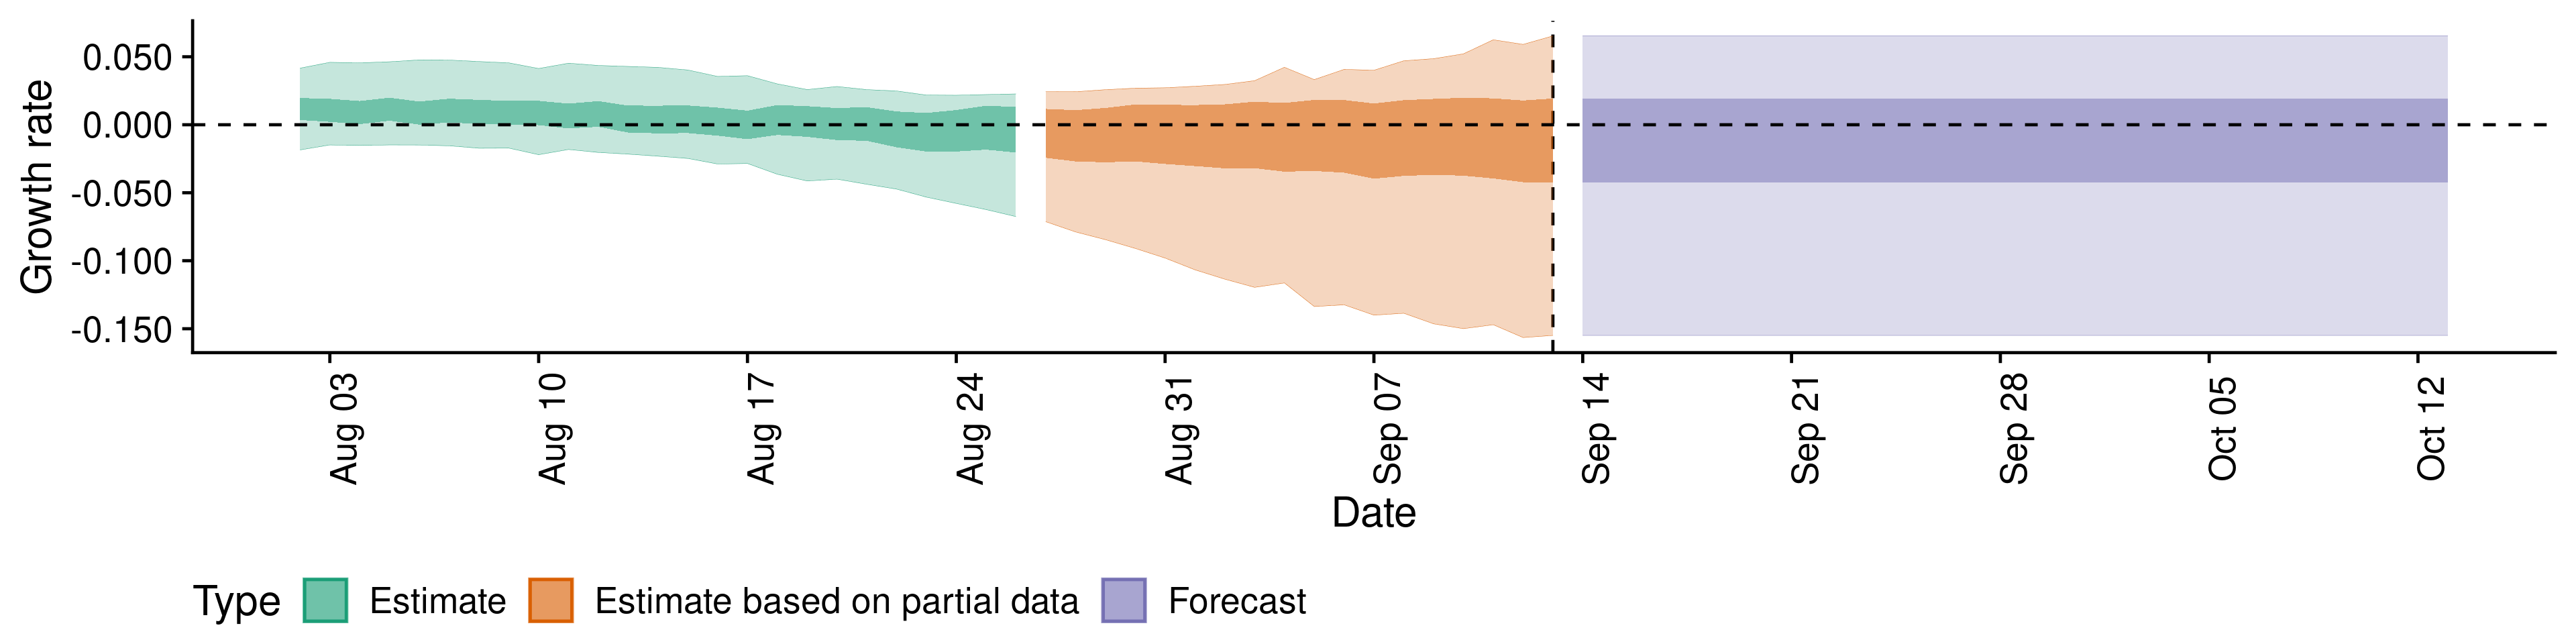 Growth rate
0.050
0.000
-0.050
-0.100
-0.150
Aug 03
Aug 10
Aug 17
Aug 24
Aug 31
Sep 07
Sep 14
Sep 21
Sep 28
Oct 05
Oct 12
Date
Type Estimate Estimate based on partial data Forecast